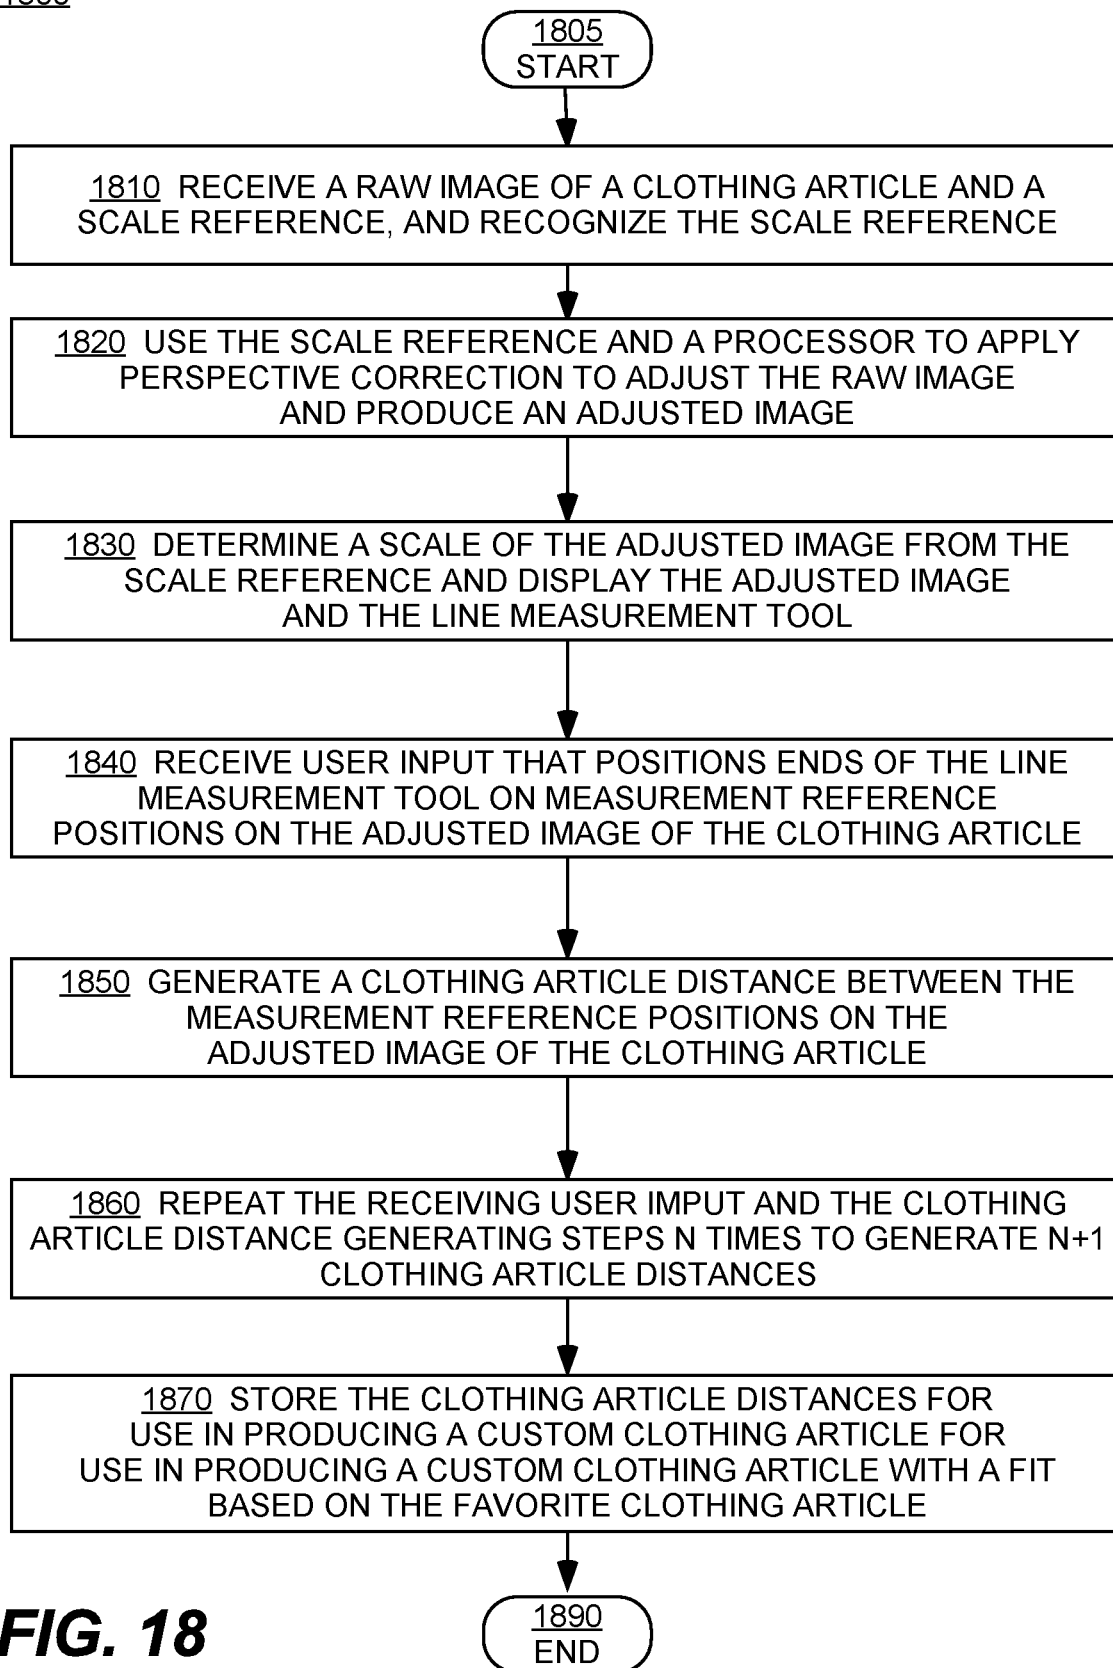 1805
START
1810 RECEIVE A RAW IMAGE OF A CLOTHING ARTICLE AND A
SCALE REFERENCE, AND RECOGNIZE THE SCALE REFERENCE
1820 USE THE SCALE REFERENCE AND A PROCESSOR TO APPLY
PERSPECTIVE CORRECTION TO ADJUST THE RAW IMAGE
AND PRODUCE AN ADJUSTED IMAGE
1830 DETERMINE A SCALE OF THE ADJUSTED IMAGE FROM THE
SCALE REFERENCE AND DISPLAY THE ADJUSTED IMAGE
AND THE LINE MEASUREMENT TOOL
1840 RECEIVE USER INPUT THAT POSITIONS ENDS OF THE LINE
MEASUREMENT TOOL ON MEASUREMENT REFERENCE
POSITIONS ON THE ADJUSTED IMAGE OF THE CLOTHING ARTICLE
1850 GENERATE A CLOTHING ARTICLE DISTANCE BETWEEN THE
MEASUREMENT REFERENCE POSITIONS ON THE
ADJUSTED IMAGE OF THE CLOTHING ARTICLE
1860 REPEAT THE RECEIVING USER IMPUT AND THE CLOTHING
ARTICLE DISTANCE GENERATING STEPS N TIMES TO GENERATE N+1
CLOTHING ARTICLE DISTANCES
1870 STORE THE CLOTHING ARTICLE DISTANCES FOR
USE IN PRODUCING A CUSTOM CLOTHING ARTICLE FOR
USE IN PRODUCING A CUSTOM CLOTHING ARTICLE WITH A FIT
BASED ON THE FAVORITE CLOTHING ARTICLE
1890
END
FIG. 18